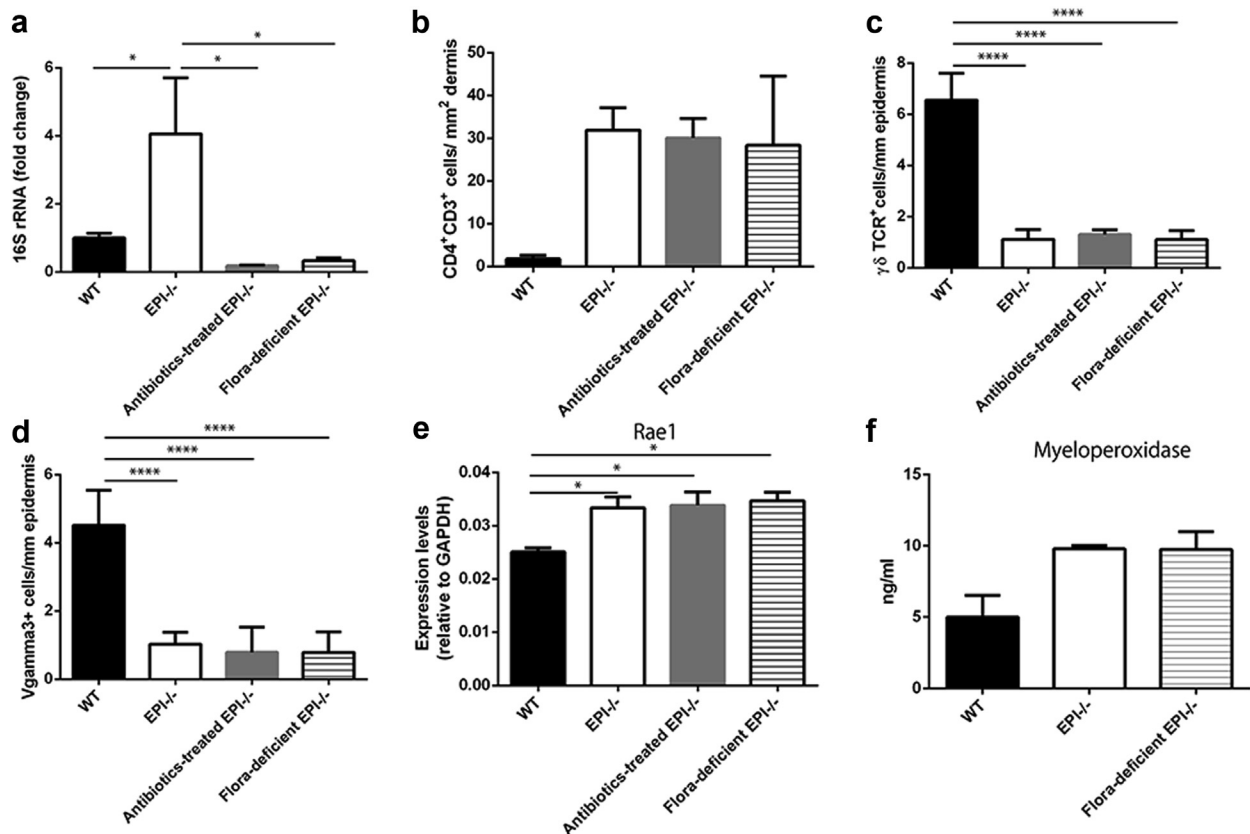 a
16S rRNA (fold change)
6
4
2
0
*
*
*
WT
EPI-/-
Antibiotics-treated EPI-/-
Flora-deficient EPI-/-
b
CD4+CD3+ cells/ mm² dermis
50
40
30
20
10
0
WT
EPI-/-
Antibiotics-treated EPI-/-
Flora-deficient EPI-/-
c
γδ TCR+cells/mm epidermis
8
6
4
2
0
****
****
****
WT
EPI-/-
Antibiotics-treated EPI-/-
Flora-deficient EPI-/-
d
Vgamma3+ cells/mm epidermis
6
4
2
0
****
****
****
WT
EPI-/-
Antibiotics-treated EPI-/-
Flora-deficient EPI-/-
e
Rae1
Expression levels
(relative to GAPDH)
0.04
0.03
0.02
0.01
0.00
*
*
*
WT
EPI-/-
Antibiotics-treated EPI-/-
Flora-deficient EPI-/-
f
Myeloperoxidase
ng/ml
15
10
5
0
WT
EPI-/-
Flora-deficient EPI-/-